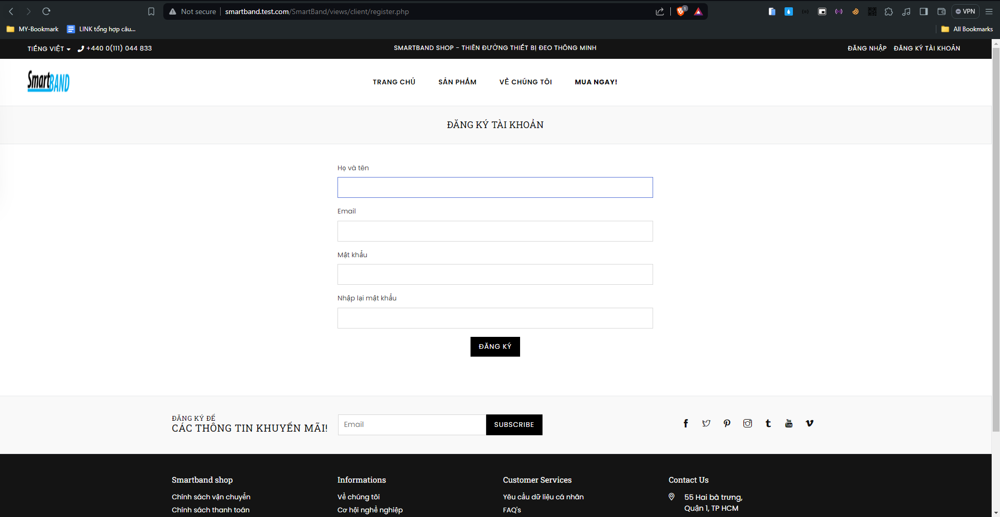 Not secure
smartband.test.com/SmartBand/views/client/register.php
VPN
MY-Bookmark
LINK tổng hợp câu...
All Bookmarks
TIẾNG VIỆT
+440 0(111) 044 833
SMARTBAND SHOP - THIÊN ĐƯỜNG THIẾT BỊ ĐEO THÔNG MINH
ĐĂNG NHẬP
ĐĂNG KÝ TÀI KHOẢN
SmartBAND
TRANG CHỦ
SẢN PHẨM
VỀ CHÚNG TÔI
MUA NGAY!
ĐĂNG KÝ TÀI KHOẢN
Họ và tên
Email
Mật khẩu
Nhập lại mật khẩu
ĐĂNG KÝ
ĐĂNG KÝ ĐỂ
CÁC THÔNG TIN KHUYẾN MÃI!
Email
SUBSCRIBE
Smartband shop
Chính sách vận chuyển
Chính sách thanh toán
Informations
Về chúng tôi
Cơ hội nghề nghiệp
Customer Services
Yêu cầu dữ liệu cá nhân
FAQ's
Contact Us
55 Hai bà trưng,
Quận 1, TP HCM